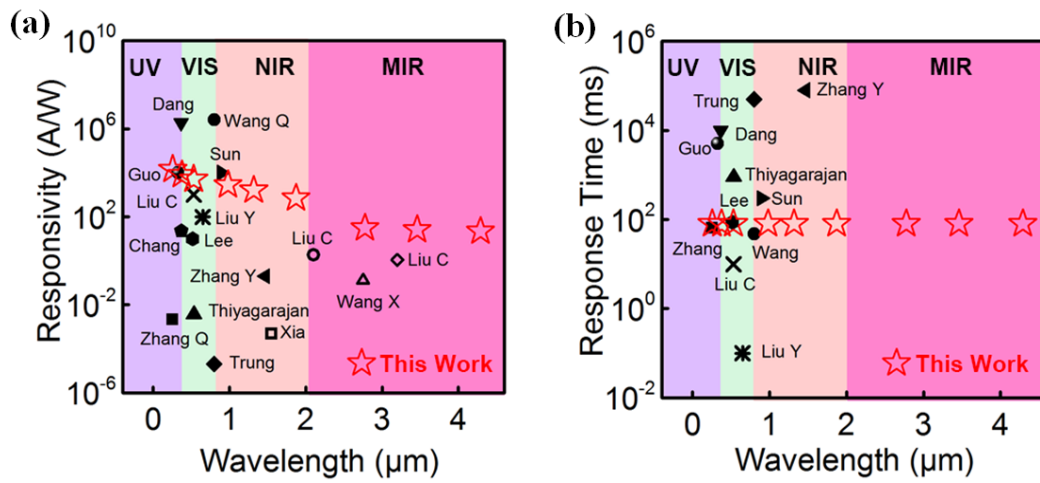 (a)
Responsivity (A/W)
10^10
10^6
10^2
10^-2
10^-6
UV VIS NIR MIR
Dang
Wang Q
Sun
Guo
Liu C
Liu Y
Chang
Lee
Liu C
Liu C
Zhang Y
Wang X
Thiyagarajan
Zhang Q
Xia
Trung
This Work
0 1 2 3 4
Wavelength (μm)
(b)
Response Time (ms)
10^6
10^4
10^2
10^0
10^-2
UV VIS NIR MIR
Zhang Y
Trung
Dang
Guo
Thiyagarajan
Lee
Sun
Zhang
Wang
Liu C
Liu Y
This Work
0 1 2 3 4
Wavelength (μm)